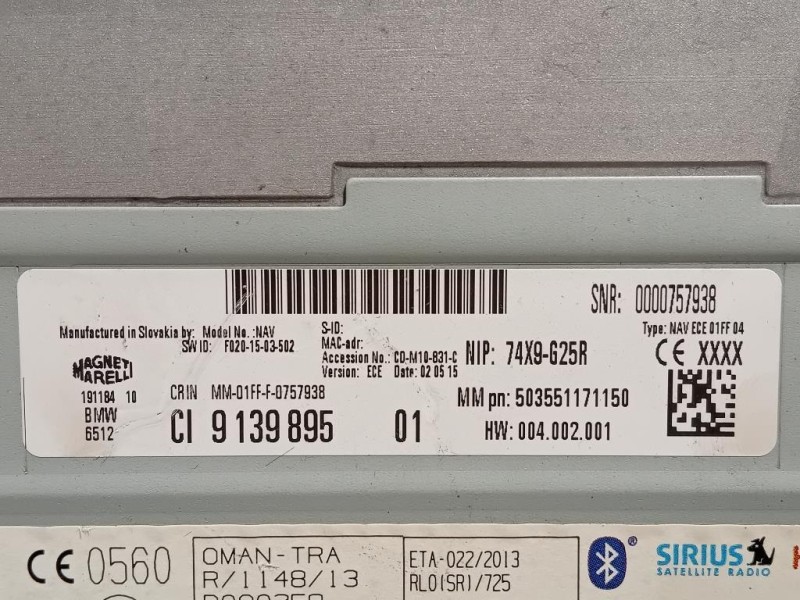 SNR: 0000757938
Manufactured in Slovakia by: Model No.:NAV
SW ID F020-15-03-502
S-ID:
MAC-adr:
Accession No.: CD-M10-B31-C
Version: ECE Date: 02 05 15
NIP: 74X9-G25R
Type: NAV ECE 01FF 04
CE XXXX
MAGNETI
MARELLI
191184 10
BMW
6512
CRIN MM-01FF-F-0757938
CI 9 139 895 01
MM pn: 503551171150
HW: 004.002.001
CE 0560
OMAN-TRA
R/1148/13
ETA-022/2013
RLO(SR)/725
SIRIUS
SATELLITE RADIO